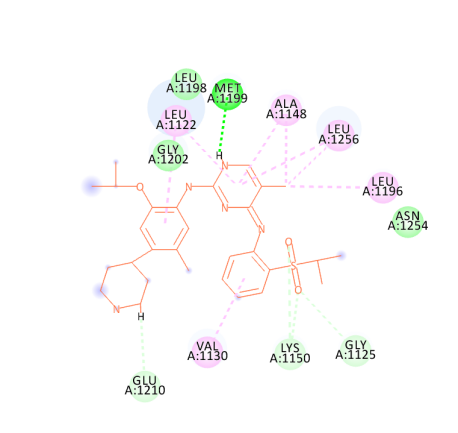 LEU
A:1198
MET
A:1199
LEU
A:1122
ALA
A:1148
LEU
A:1256
GLY
A:1202
H
N
LEU
A:1196
O
N
N
ASN
A:1254
N
O
S
O
N
H
VAL
A:1130
LYS
A:1150
GLY
A:1125
GLU
A:1210